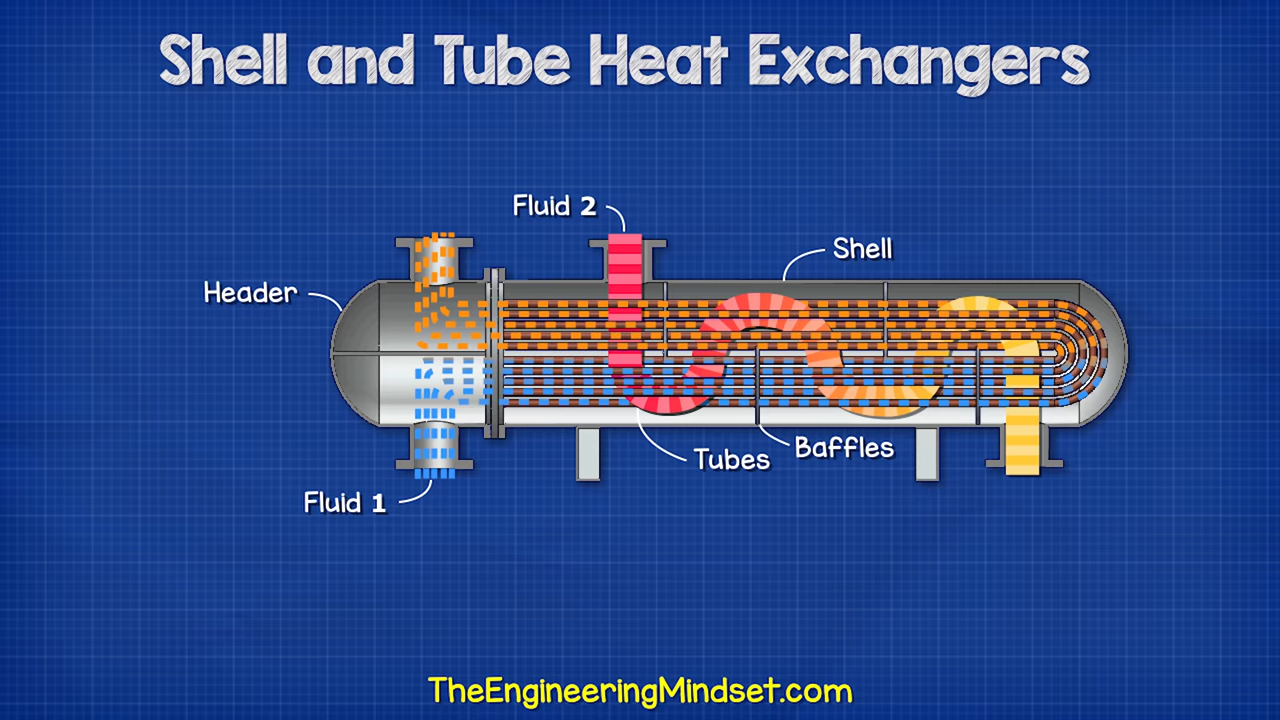 Shell and Tube Heat Exchangers
Fluid 2
Shell
Header
Baffles
Tubes
Fluid 1
TheEngineeringMindset.com